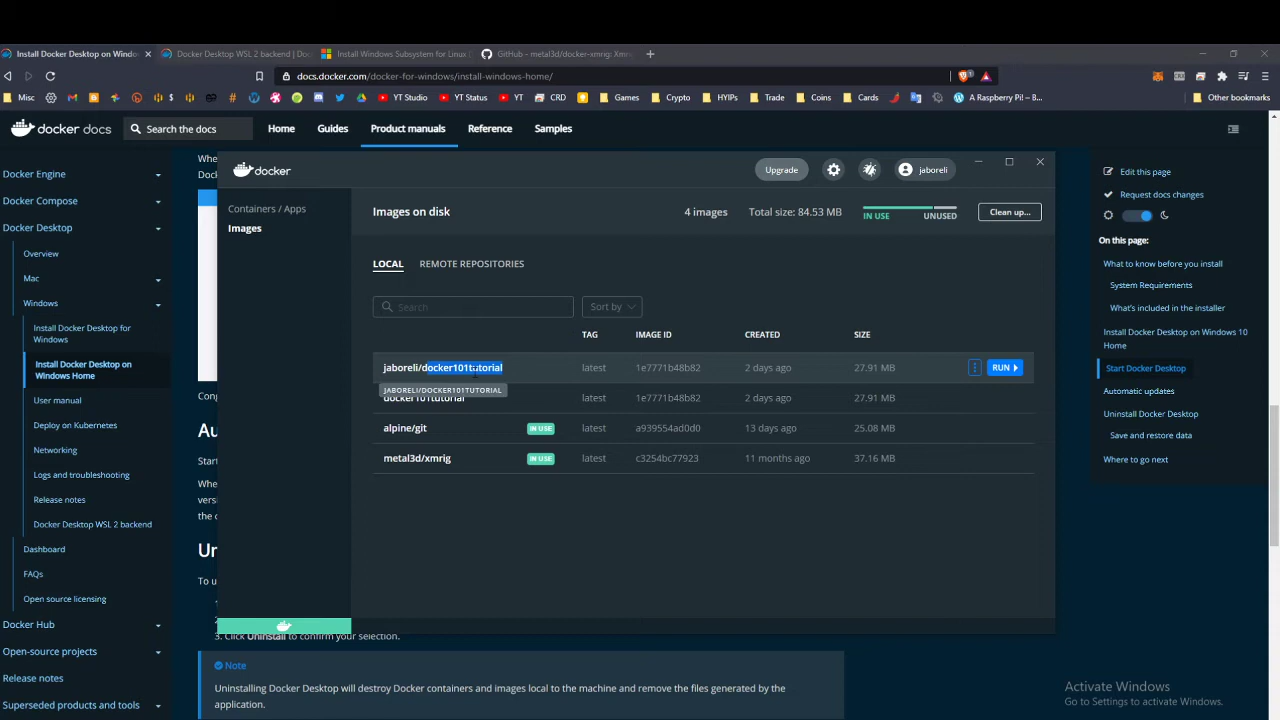 Install Docker Desktop on Windo
Docker Desktop WSL 2 backend | Doc
Install Windows Subsystem for Linux (
GitHub - metal3d/docker-xmrig: Xmr
docs.docker.com/docker-for-windows/install-windows-home/
Misc
$
YT Studio
YT Status
YT
CRD
Games
Crypto
HYIPs
Trade
Coins
Cards
A Raspberry Pi! – B...
Other bookmarks
docker docs
Search the docs
Home
Guides
Product manuals
Reference
Samples
Docker Engine
Docker Compose
Docker Desktop
Overview
Mac
Windows
Install Docker Desktop for
Windows
Install Docker Desktop on
Windows Home
User manual
Deploy on Kubernetes
Networking
Logs and troubleshooting
Release notes
Docker Desktop WSL 2 backend
Dashboard
FAQs
Open source licensing
Docker Hub
Open-source projects
Release notes
Superseded products and tools
Whe
Doc
Cong
Au
Start
Whe
versi
the c
Un
To u
docker
Upgrade
jaboreli
Containers / Apps
Images
Images on disk
4 images
Total size: 84.53 MB
IN USE
UNUSED
Clean up...
LOCAL
REMOTE REPOSITORIES
Search
Sort by
TAG
IMAGE ID
CREATED
SIZE
jaboreli/docker101tutorial
latest
1e7771b48b82
2 days ago
27.91 MB
RUN
JABORELI/DOCKER101TUTORIAL
docker101tutorial
latest
1e7771b48b82
2 days ago
27.91 MB
alpine/git
IN USE
latest
a939554ad0d0
13 days ago
25.08 MB
metal3d/xmrig
IN USE
latest
c3254bc77923
11 months ago
37.16 MB
3. Click Uninstall to confirm your selection.
Note
Uninstalling Docker Desktop will destroy Docker containers and images local to the machine and remove the files generated by the
application.
Edit this page
Request docs changes
On this page:
What to know before you install
System Requirements
What's included in the installer
Install Docker Desktop on Windows 10
Home
Start Docker Desktop
Automatic updates
Uninstall Docker Desktop
Save and restore data
Where to go next
Activate Windows
Go to Settings to activate Windows.